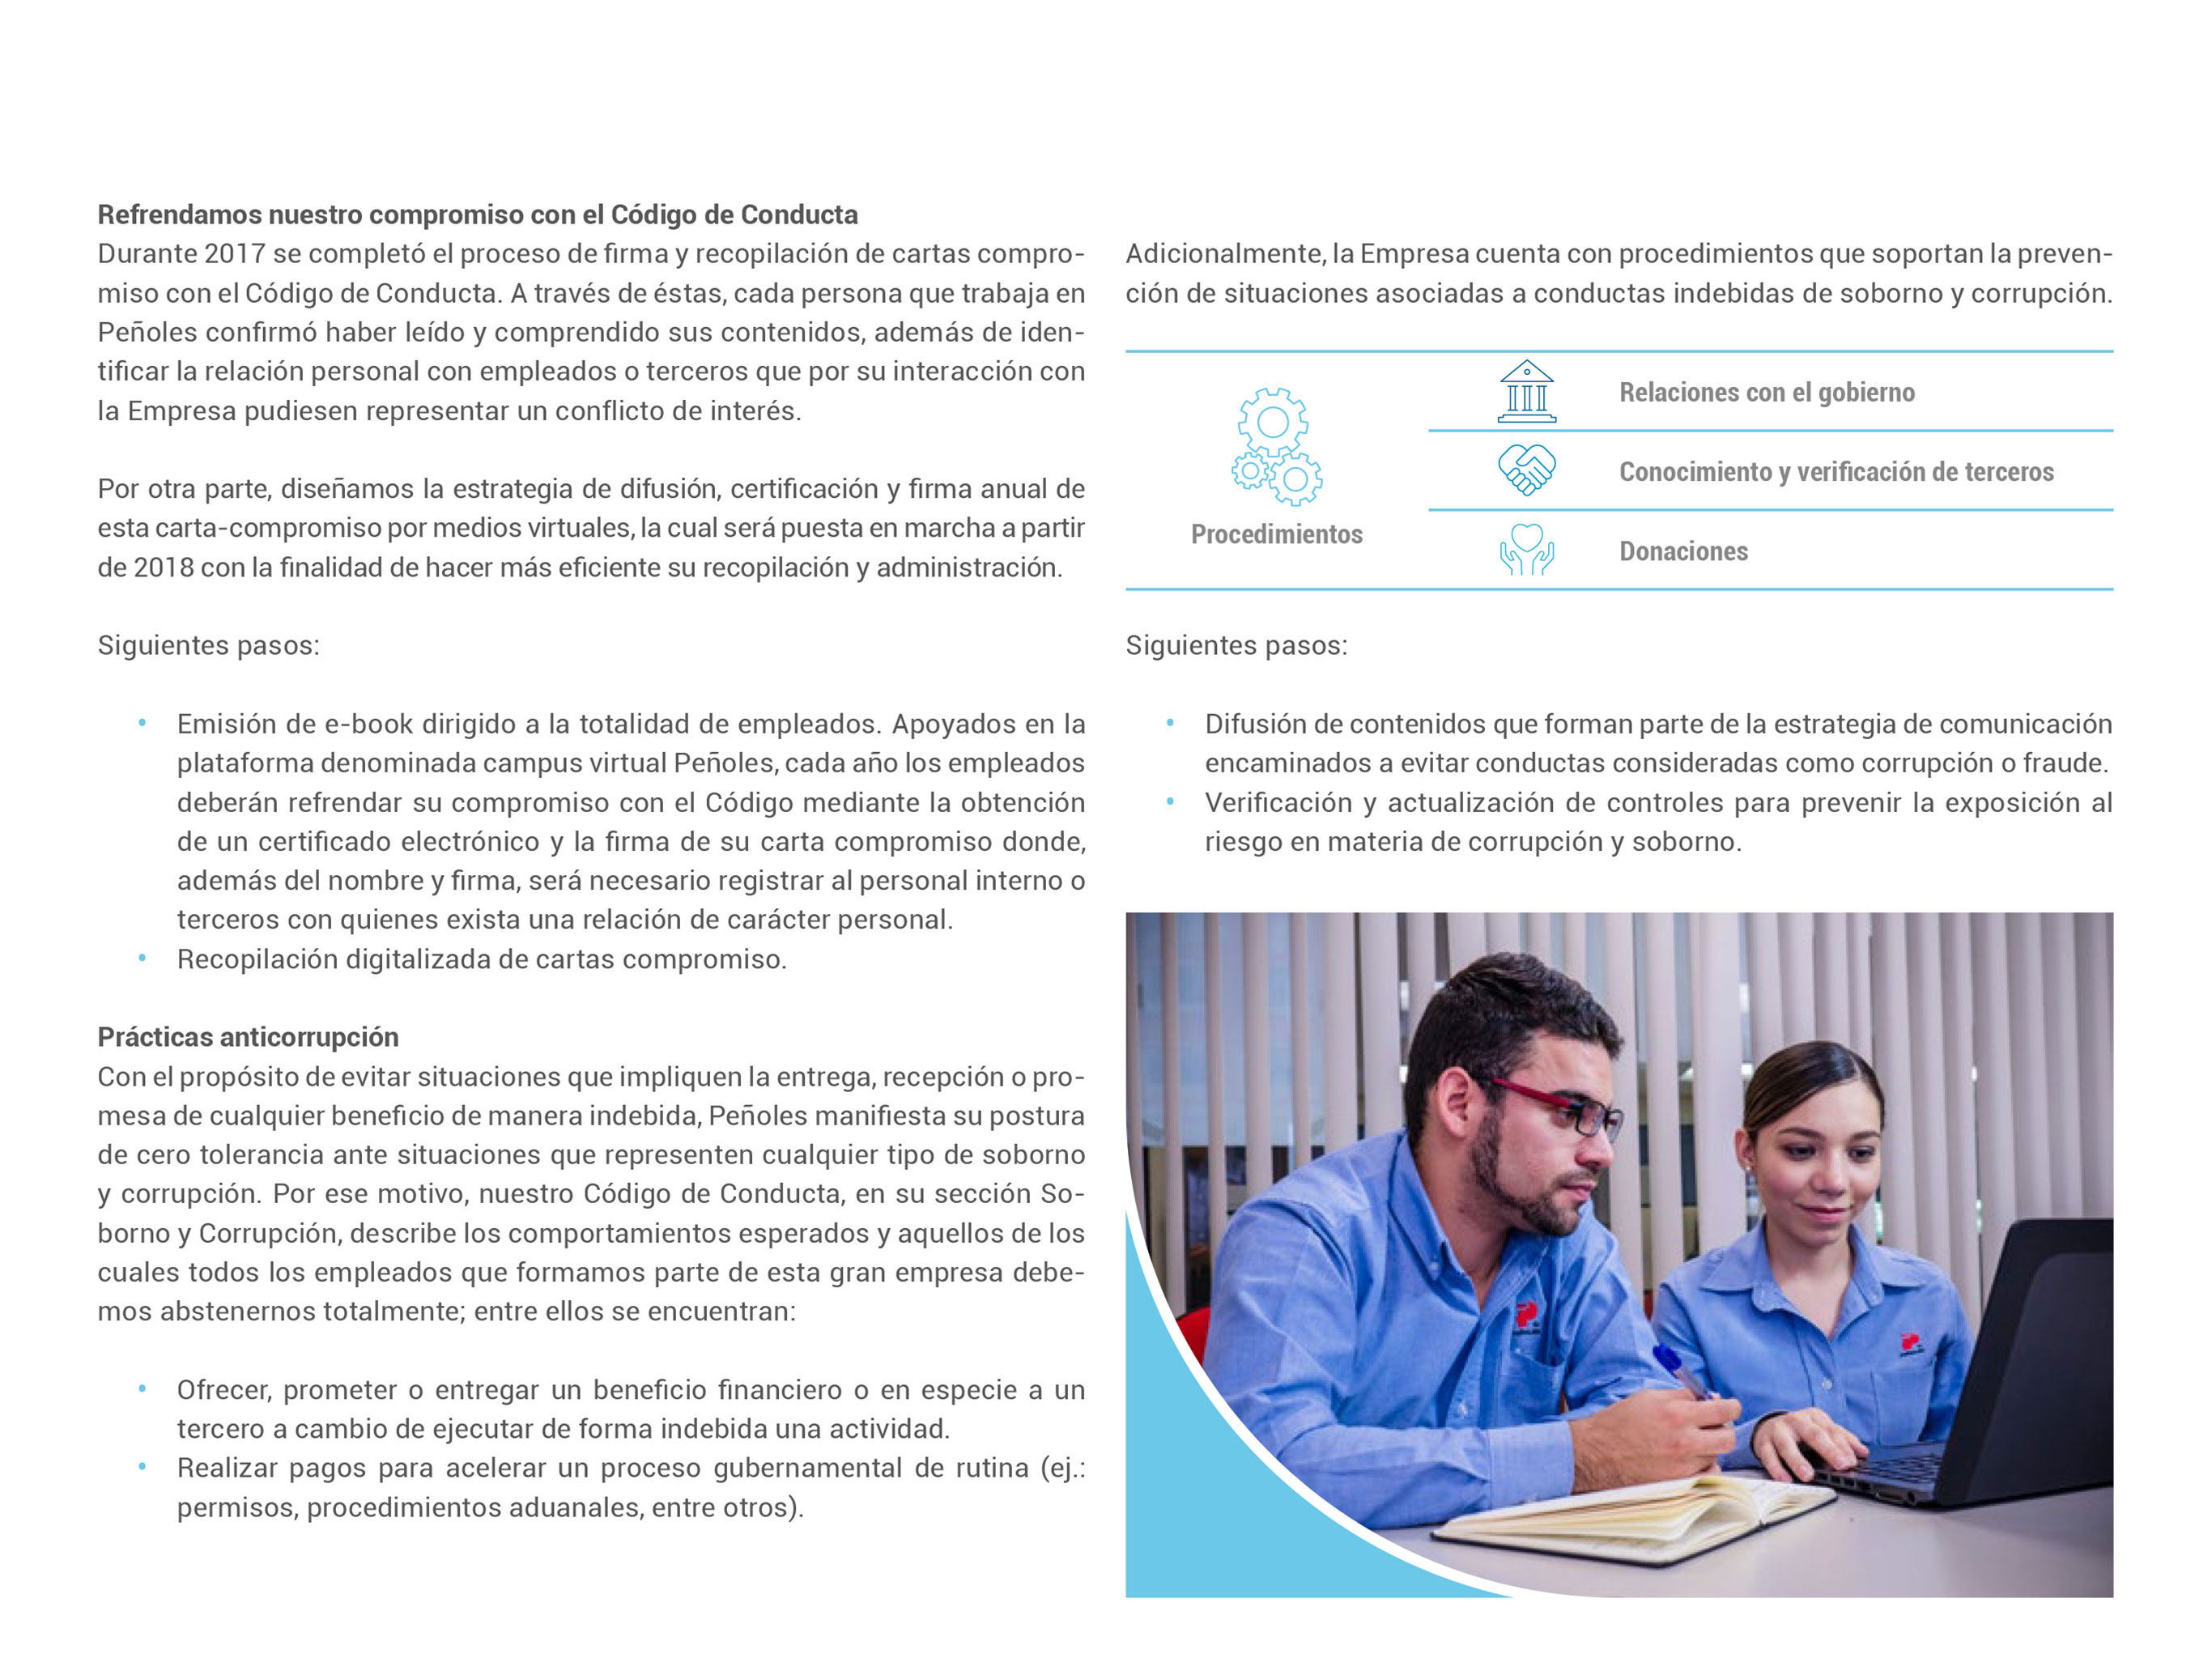 Refrendamos nuestro compromiso con el Código de Conducta
Durante 2017 se completó el proceso de firma y recopilación de cartas compro-
miso con el Código de Conducta. A través de éstas, cada persona que trabaja en
Peñoles confirmó haber leído y comprendido sus contenidos, además de iden-
tificar la relación personal con empleados o terceros que por su interacción con
la Empresa pudiesen representar un conflicto de interés.
Por otra parte, diseñamos la estrategia de difusión, certificación y firma anual de
esta carta-compromiso por medios virtuales, la cual será puesta en marcha a partir
de 2018 con la finalidad de hacer más eficiente su recopilación y administración.
Siguientes pasos:
• Emisión de e-book dirigido a la totalidad de empleados. Apoyados en la
plataforma denominada campus virtual Peñoles, cada año los empleados
deberán refrendar su compromiso con el Código mediante la obtención
de un certificado electrónico y la firma de su carta compromiso donde,
además del nombre y firma, será necesario registrar al personal interno o
terceros con quienes exista una relación de carácter personal.
• Recopilación digitalizada de cartas compromiso.
Prácticas anticorrupción
Con el propósito de evitar situaciones que impliquen la entrega, recepción o pro-
mesa de cualquier beneficio de manera indebida, Peñoles manifiesta su postura
de cero tolerancia ante situaciones que representen cualquier tipo de soborno
y corrupción. Por ese motivo, nuestro Código de Conducta, en su sección So-
borno y Corrupción, describe los comportamientos esperados y aquellos de los
cuales todos los empleados que formamos parte de esta gran empresa debe-
mos abstenernos totalmente; entre ellos se encuentran:
• Ofrecer, prometer o entregar un beneficio financiero o en especie a un
tercero a cambio de ejecutar de forma indebida una actividad.
• Realizar pagos para acelerar un proceso gubernamental de rutina (ej.:
permisos, procedimientos aduanales, entre otros).
Adicionalmente, la Empresa cuenta con procedimientos que soportan la preven-
ción de situaciones asociadas a conductas indebidas de soborno y corrupción.
Procedimientos
Relaciones con el gobierno
Conocimiento y verificación de terceros
Donaciones
Siguientes pasos:
• Difusión de contenidos que forman parte de la estrategia de comunicación
encaminados a evitar conductas consideradas como corrupción o fraude.
• Verificación y actualización de controles para prevenir la exposición al
riesgo en materia de corrupción y soborno.